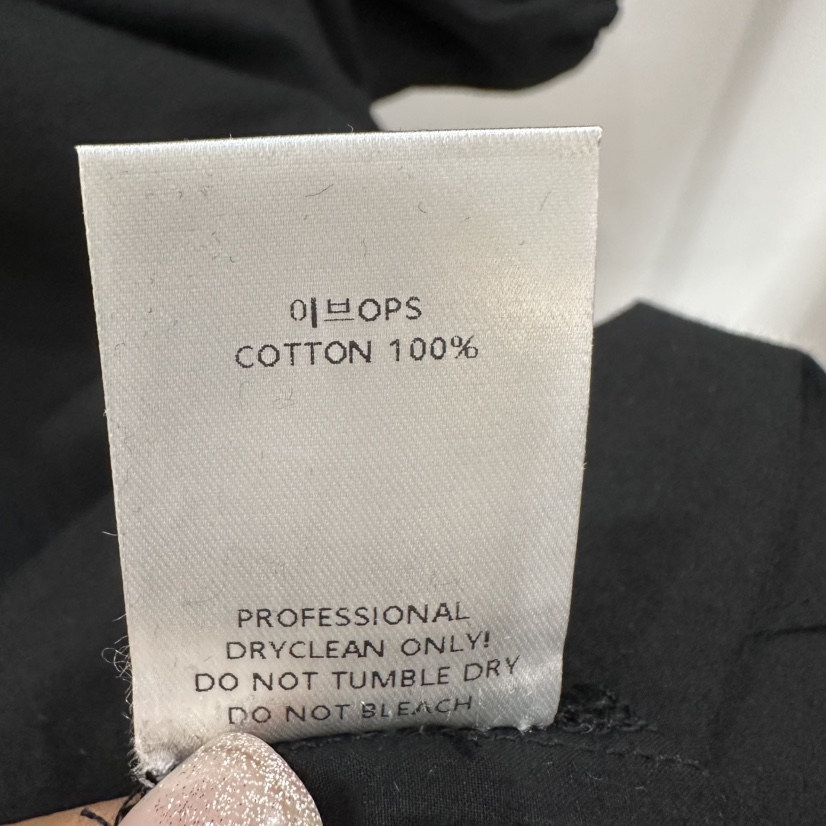 이브OPS
COTTON 100%
PROFESSIONAL
DRYCLEAN ONLY!
DO NOT TUMBLE DRY
DO NOT BLEACH